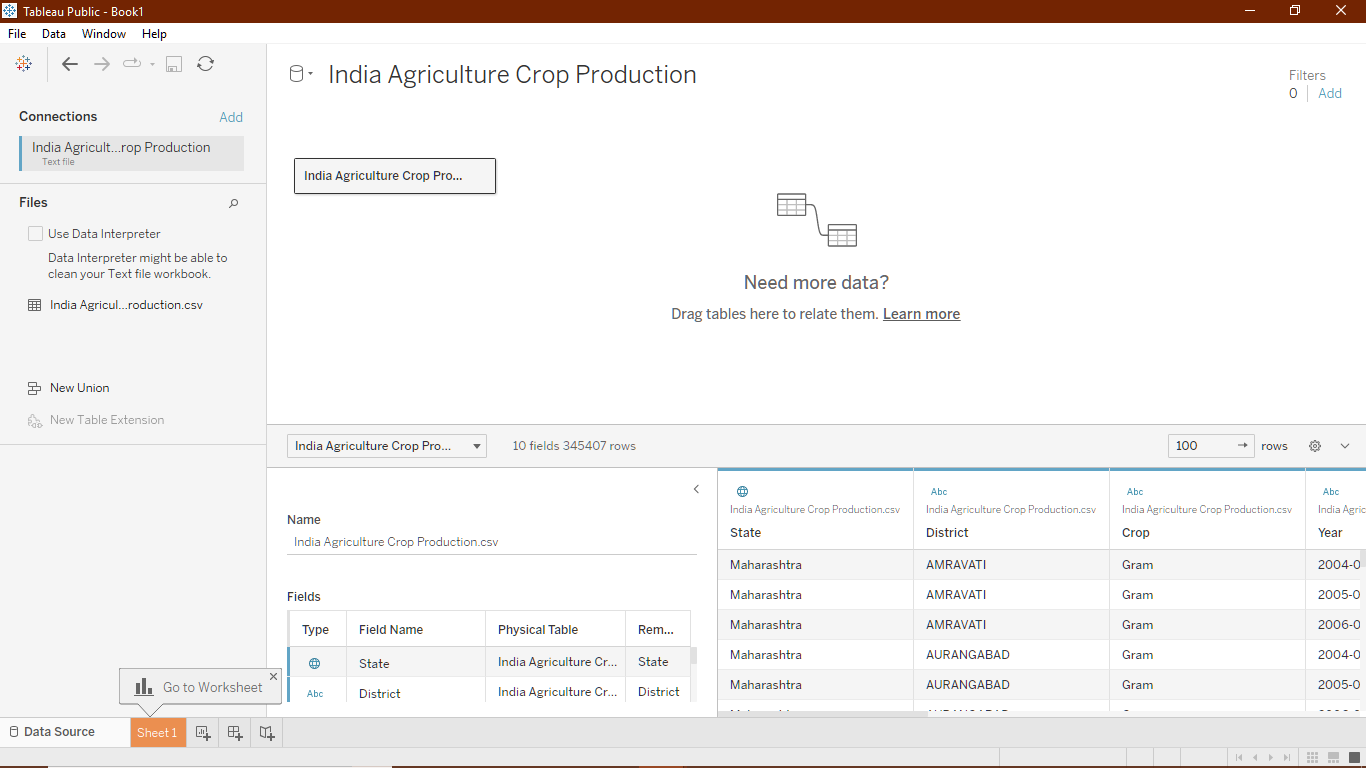 Tableau Public - Book1
File Data Window Help
India Agriculture Crop Production
Filters
0 Add
Connections Add
India Agricult...rop Production
Text file
India Agriculture Crop Pro...
Files
Use Data Interpreter
Data Interpreter might be able to
clean your Text file workbook.
India Agricul...roduction.csv
New Union
New Table Extension
Need more data?
Drag tables here to relate them. Learn more
India Agriculture Crop Pro... 10 fields 345407 rows 100 rows
Name
India Agriculture Crop Production.csv
Fields
Type Field Name Physical Table Rem...
State India Agriculture Cr... State
Abc District India Agriculture Cr... District
Abc Abc Abc
India Agriculture Crop Production.csv India Agriculture Crop Production.csv India Agriculture Crop Production.csv India Agric
State District Crop Year
Maharashtra AMRAVATI Gram 2004-0
Maharashtra AMRAVATI Gram 2005-0
Maharashtra AMRAVATI Gram 2006-0
Maharashtra AURANGABAD Gram 2004-0
Maharashtra AURANGABAD Gram 2005-0
Go to Worksheet
Data Source Sheet 1